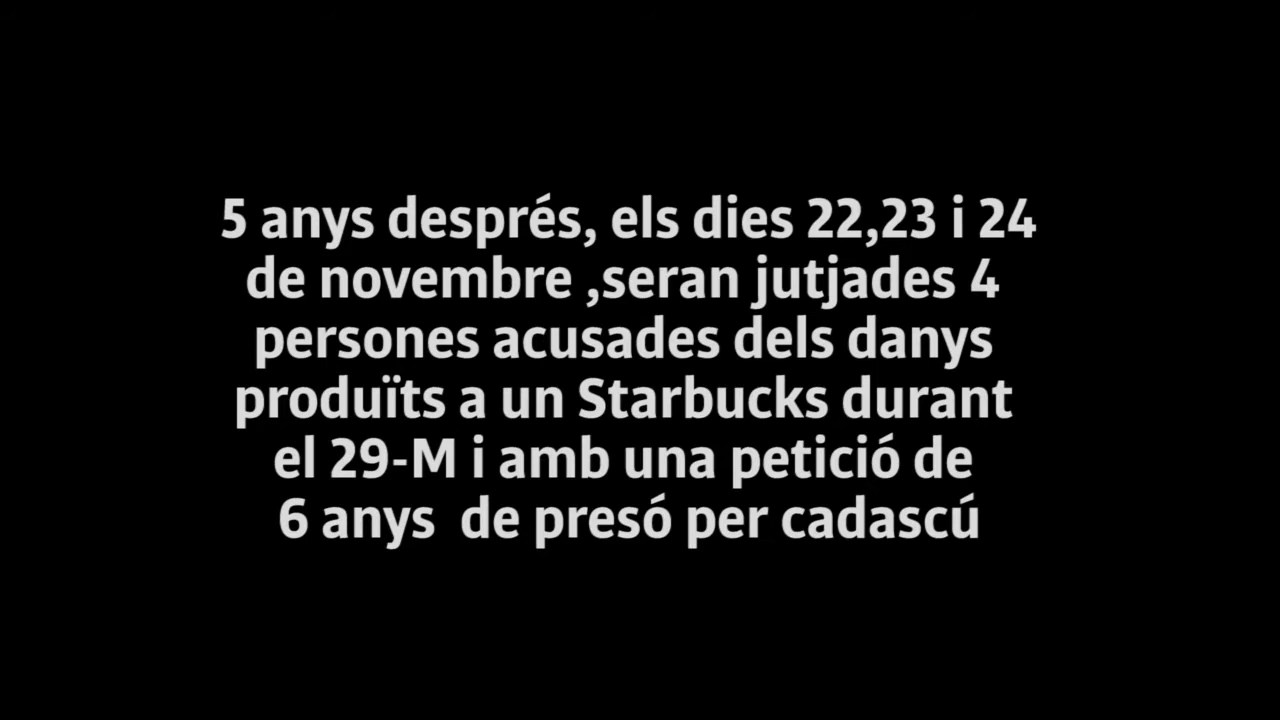 5 anys després, els dies 22,23 i 24
de novembre ,seran jutjades 4
persones acusades dels danys
produïts a un Starbucks durant
el 29-M i amb una petició de
6 anys  de presó per cadascú